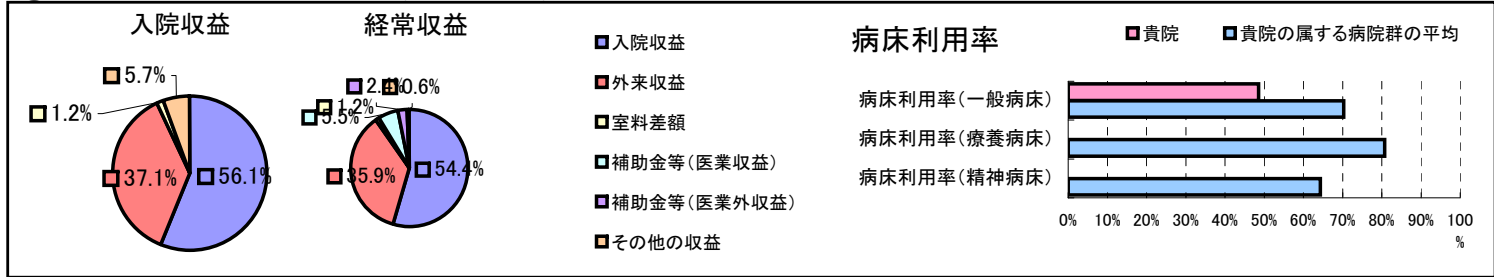 入院収益
5.7%
1.2%
37.1%
56.1%
経常収益
2.4%
0.6%
1.2%
5.5%
35.9%
54.4%
入院収益
外来収益
室料差額
補助金等(医業収益)
補助金等(医業外収益)
その他の収益
病床利用率
貴院
貴院の属する病院群の平均
病床利用率(一般病床)
病床利用率(療養病床)
病床利用率(精神病床)
0% 10% 20% 30% 40% 50% 60% 70% 80% 90% 100
%